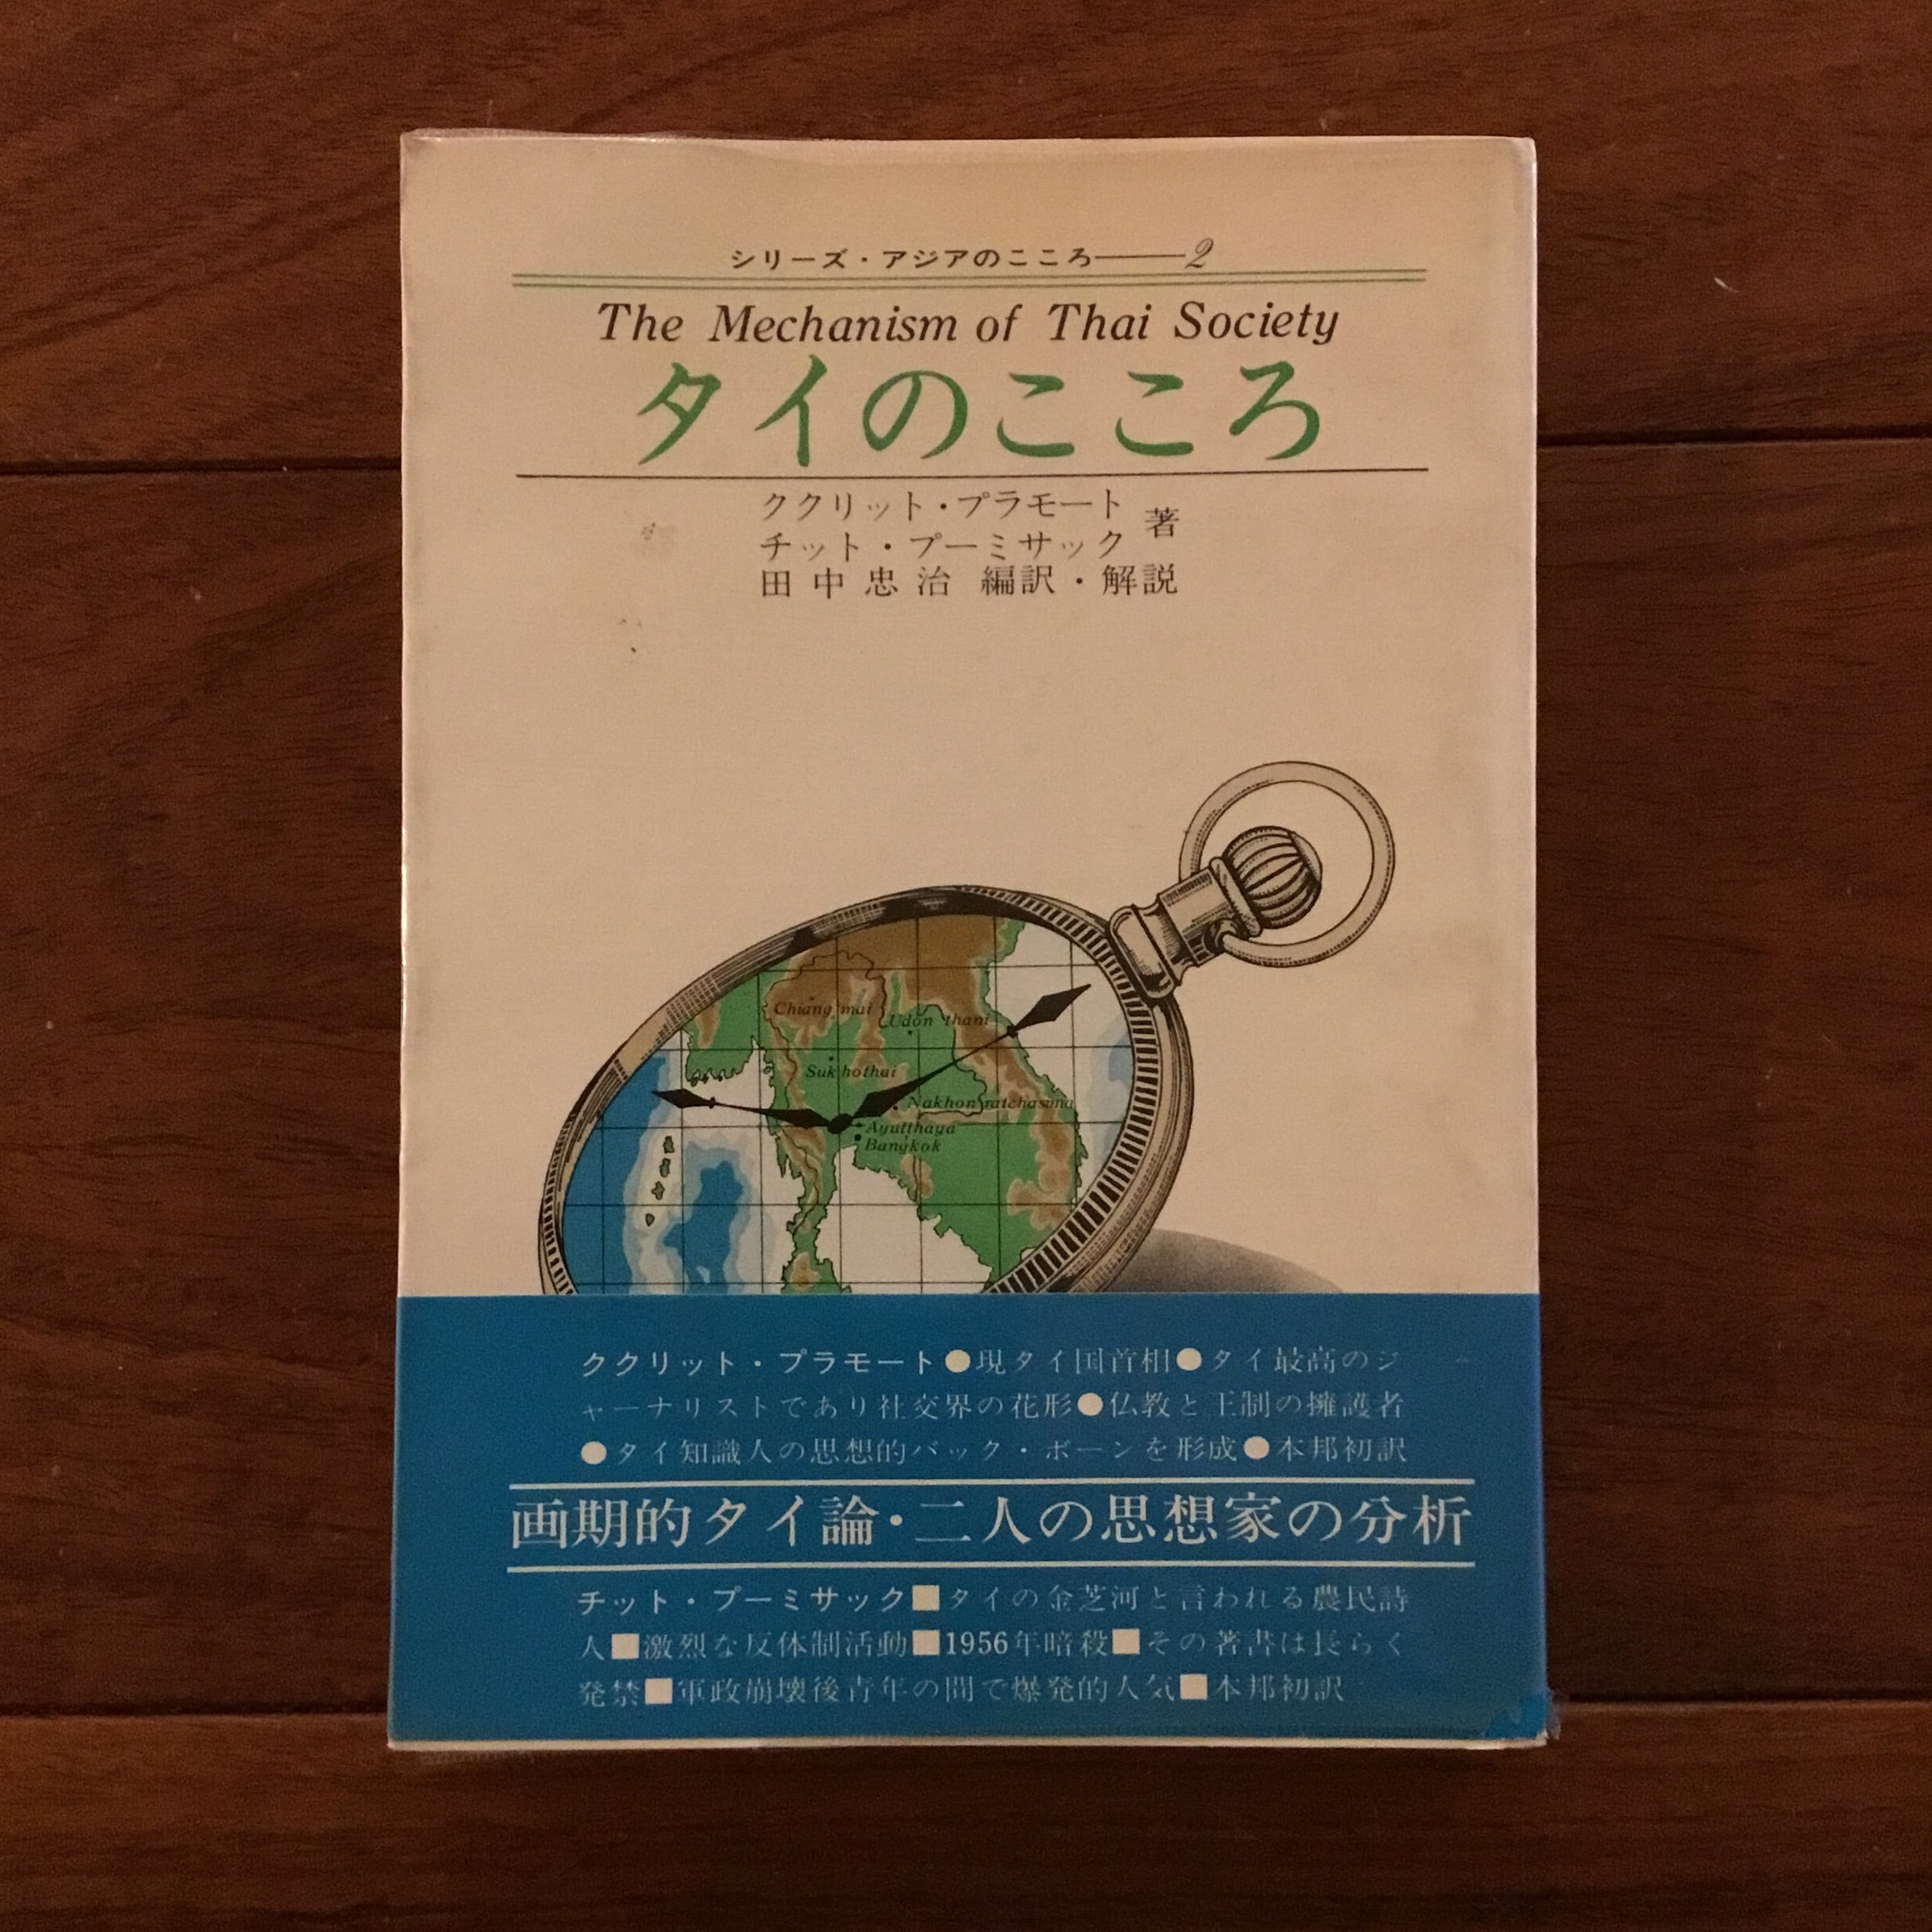 シリーズ・アジアのこころ――2
The Mechanism of Thai Society
タイのこころ
ククリット・プラモート
チット・プーミサック 著
田中忠治 編訳・解説
Chiang mai
Udon thani
Sukhothai
Nakhon ratchasima
Ayutthaya
Bangkok
ククリット・プラモート●現タイ国首相●タイ最高のジ
ャーナリストであり社交界の花形●仏教と王制の擁護者
●タイ知識人の思想的バック・ボーンを形成●本邦初訳
画期的タイ論・二人の思想家の分析
チット・プーミサック■タイの金芝河と言われる農民詩
人■激烈な反体制活動■1956年暗殺■その著書は長らく
発禁■軍政崩壊後青年の間で爆発的人気■本邦初訳